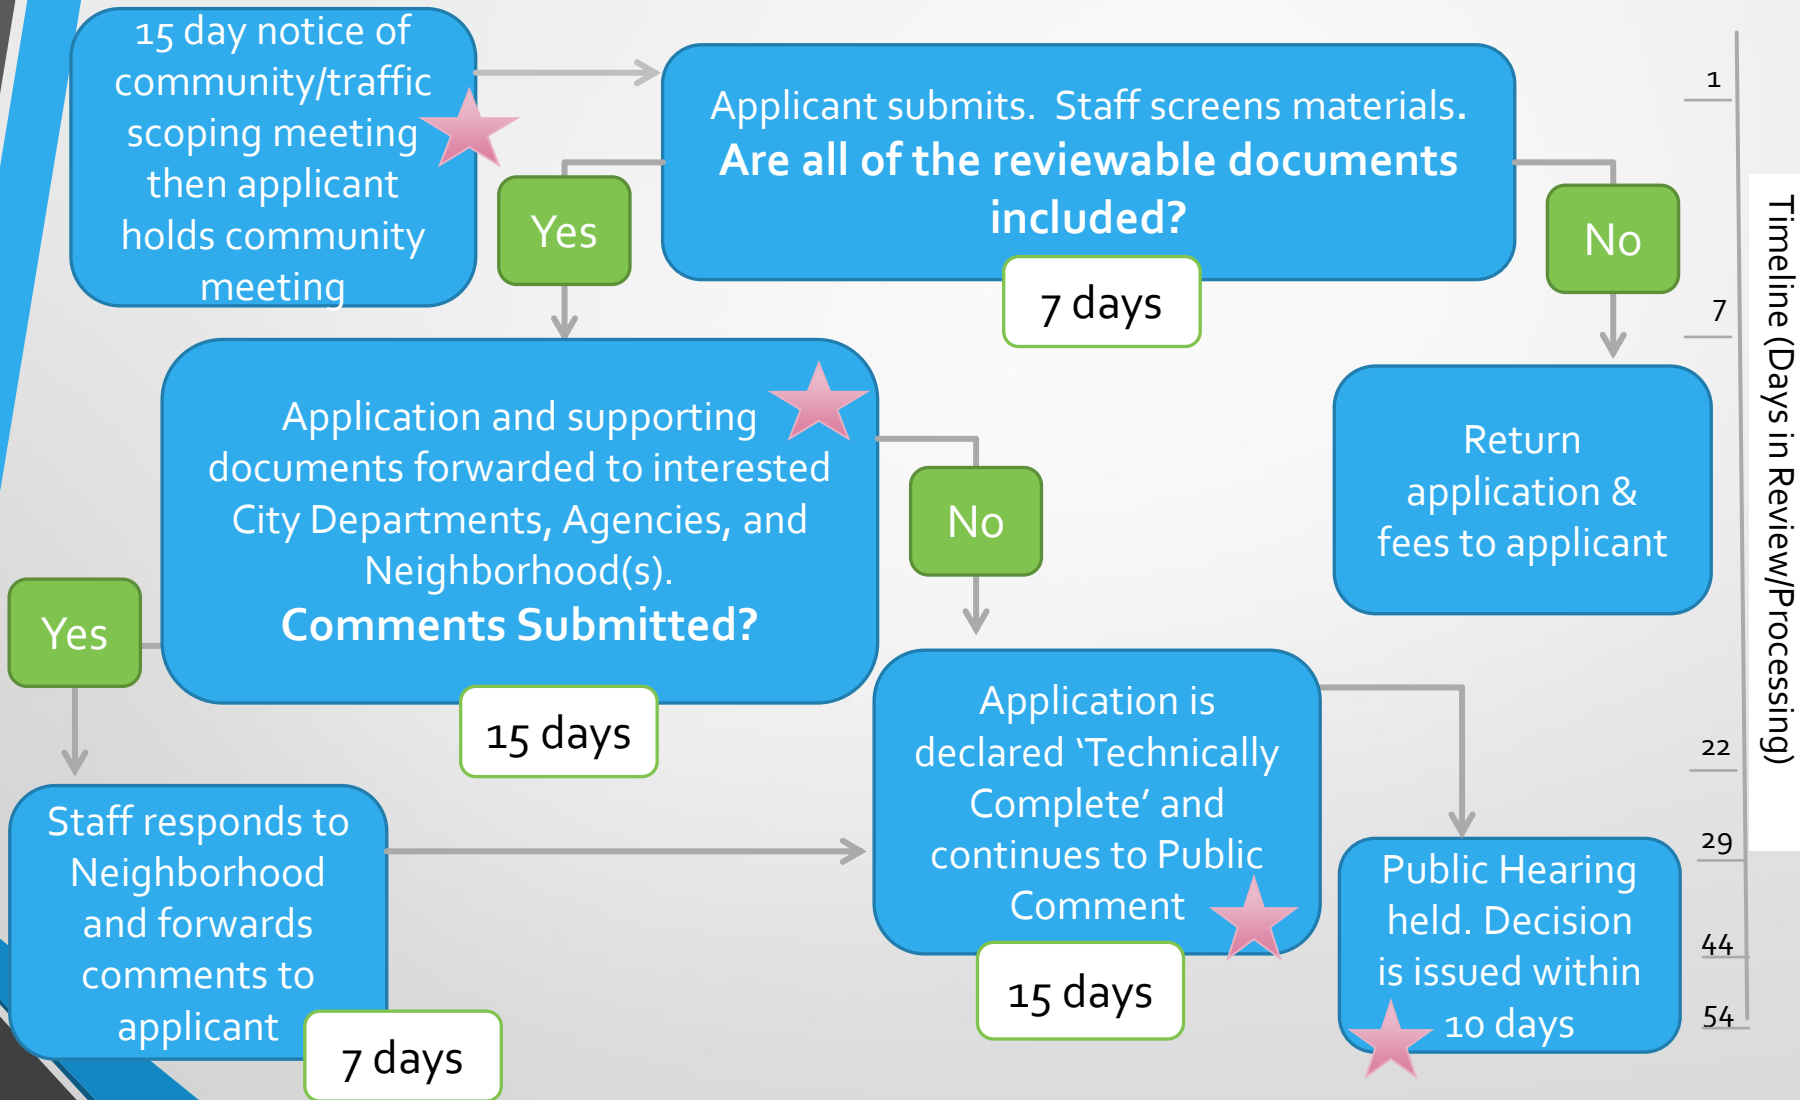 15 day notice of
community/traffic
scoping meeting
then applicant
holds community
meeting
Applicant submits.  Staff screens materials.
Are all of the reviewable documents
included?
7 days
Yes
No
Application and supporting
documents forwarded to interested
City Departments, Agencies, and
Neighborhood(s).
Comments Submitted?
15 days
Return
application &
fees to applicant
No
Yes
Application is
declared ‘Technically
Complete’ and
continues to Public
Comment
15 days
Staff responds to
Neighborhood
and forwards
comments to
applicant
7 days
Public Hearing
held. Decision
is issued within
10 days
1
7
22
29
44
54
Timeline (Days in Review/Processing)